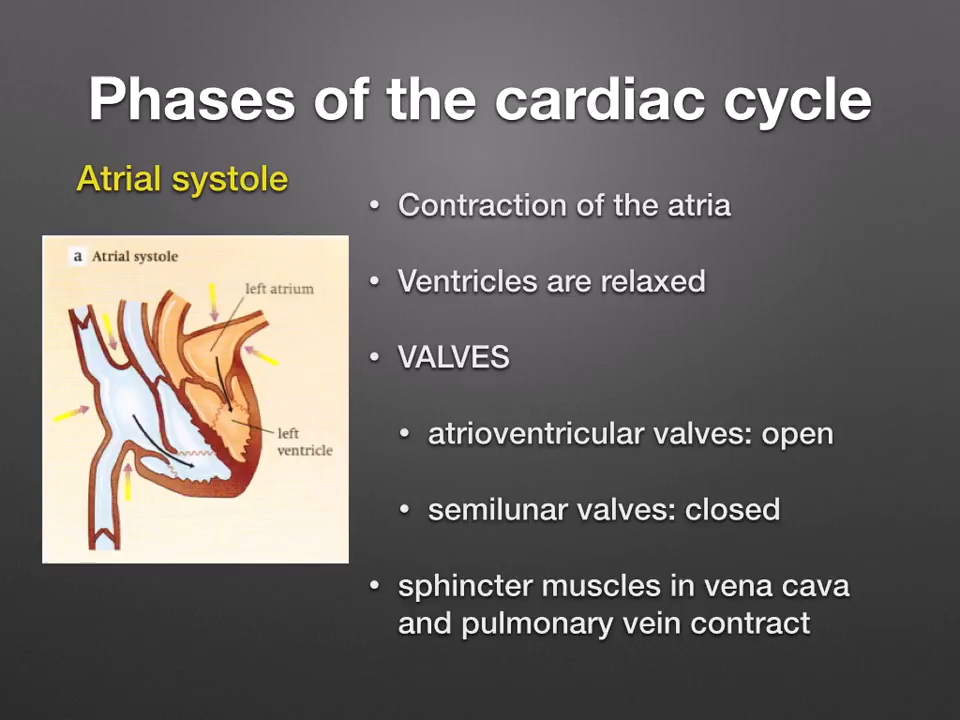 Phases of the cardiac cycle
Atrial systole
a Atrial systole
left atrium
left
ventricle
• Contraction of the atria
• Ventricles are relaxed
• VALVES
• atrioventricular valves: open
• semilunar valves: closed
• sphincter muscles in vena cava
and pulmonary vein contract